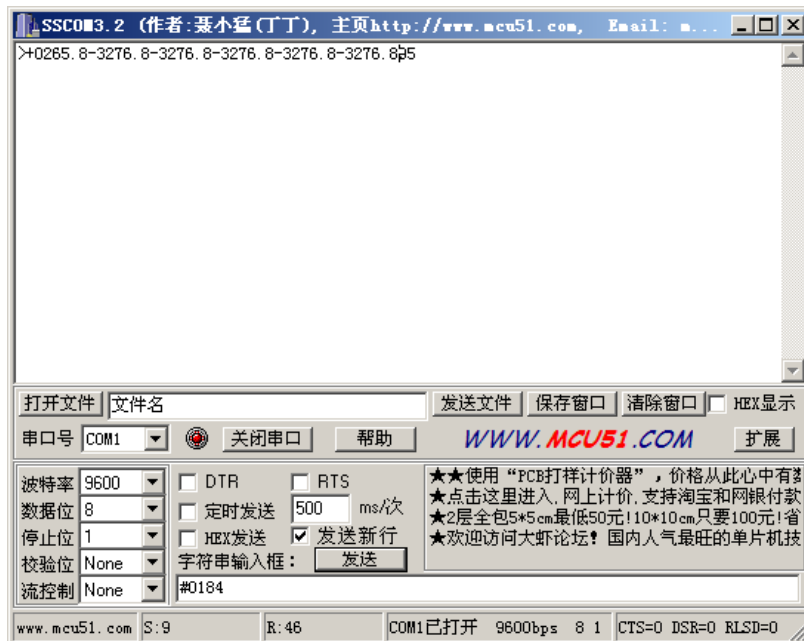 SSCOM3.2 (作者:聂小猛(丁丁), 主页http://www.mcu51.com, Email: m...
>+0265.8-3276.8-3276.8-3276.8-3276.8-3276.8p5
打开文件 文件名 发送文件 保存窗口 清除窗口 HEX显示
串口号 COM1 关闭串口 帮助 WWW.MCU51.COM 扩展
波特率 9600 DTR RTS
数据位 8 定时发送 500 ms/次
停止位 1 HEX发送 发送新行
校验位 None 字符串输入框: 发送
流控制 None #0184
★★使用“PCB打样计价器”,价格从此心中有
★点击这里进入,网上计价,支持淘宝和网银付款
★2层全包5*5cm最低50元!10*10cm只要100元!省
★欢迎访问大虾论坛!国内人气最旺的单片机技
www.mcu51.com S:9 R:46 COM1已打开 9600bps 8 1 CTS=0 DSR=0 RLSD=0